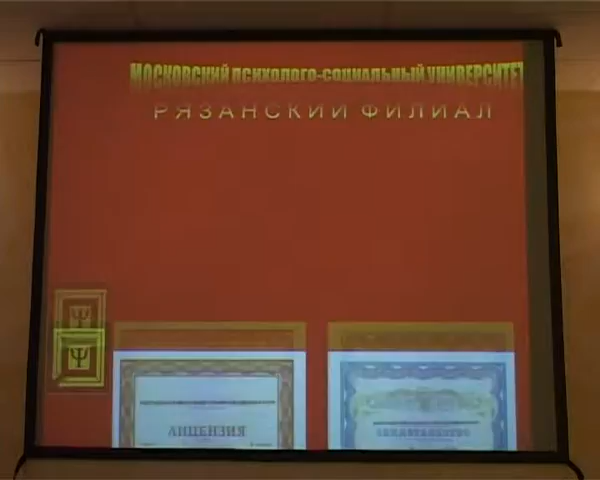 МОСКОВСКИЙ ПСИХОЛОГО-СОЦИАЛЬНЫЙ УНИВЕРСИТЕТ
РЯЗАНСКИЙ ФИЛИАЛ
Ψ
Ψ
ЛИЦЕНЗИЯ